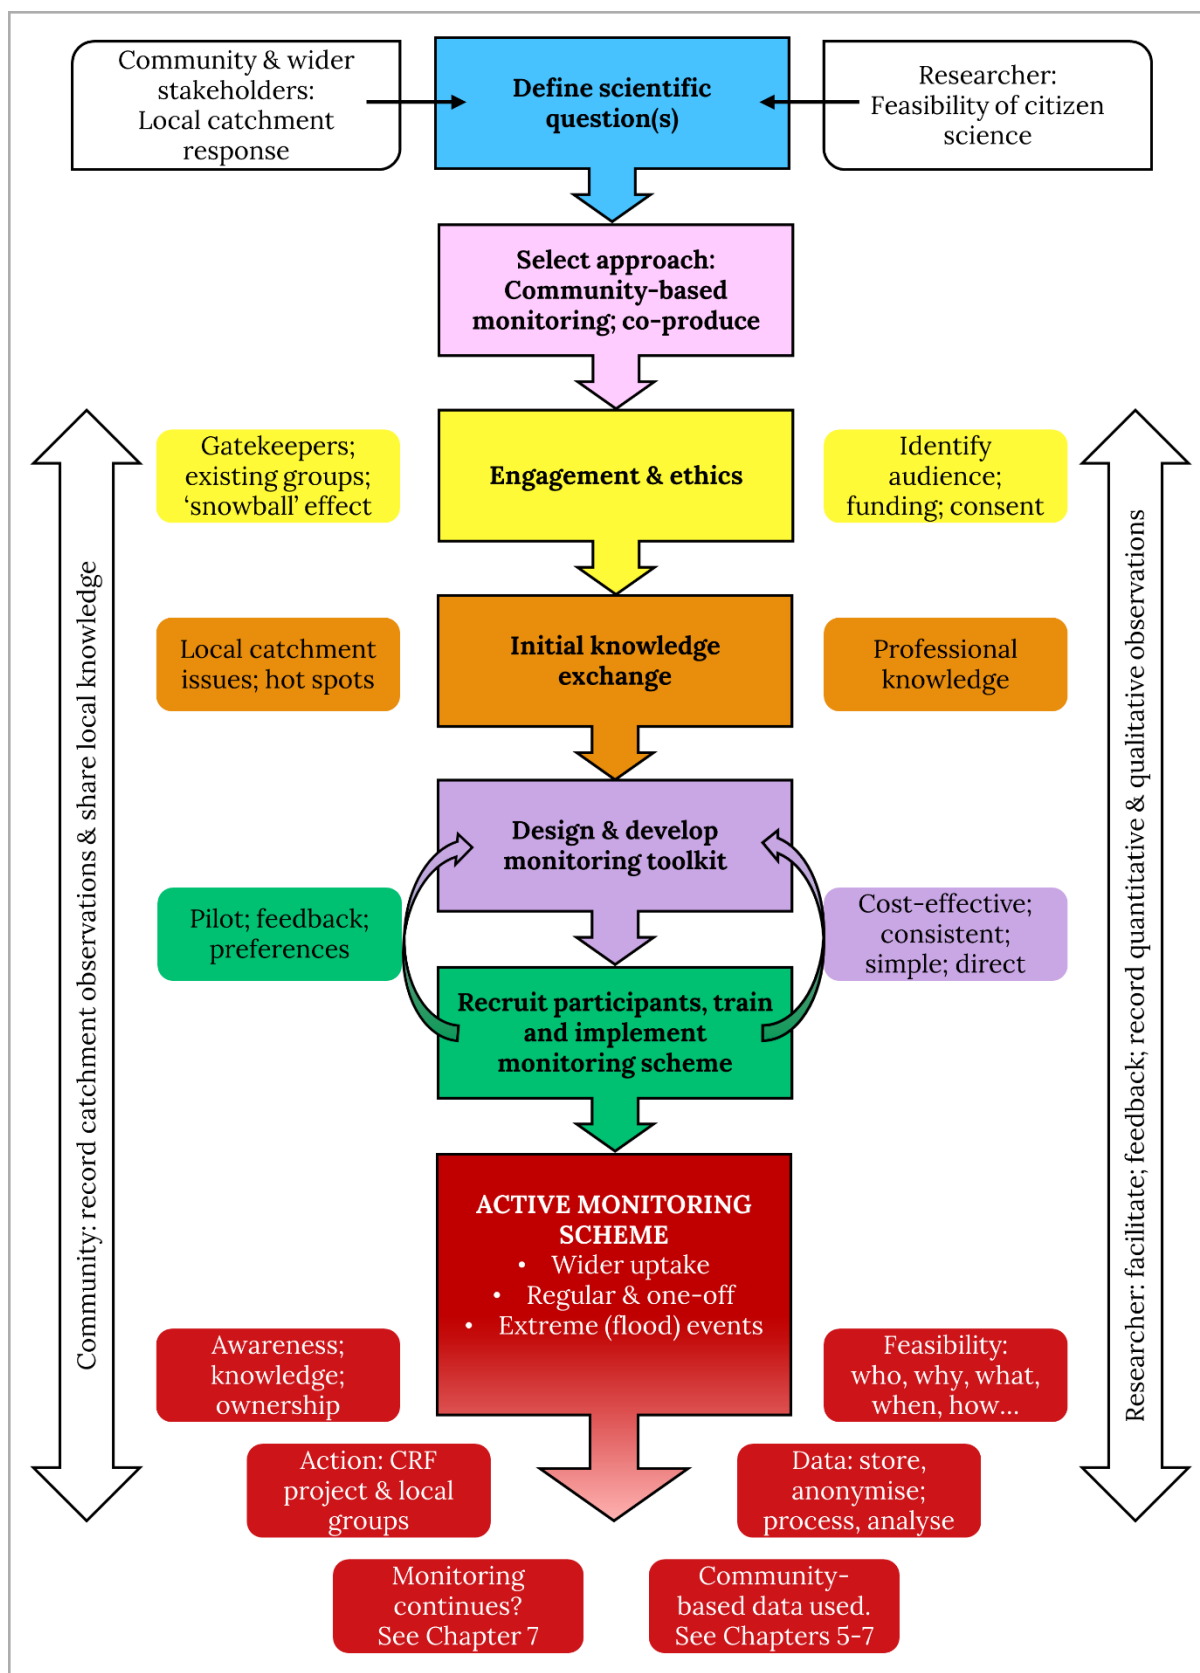 Community & wider
stakeholders:
Local catchment
response
Define scientific
question(s)
Researcher:
Feasibility of citizen
science
Select approach:
Community-based
monitoring; co-produce
Gatekeepers;
existing groups;
‘snowball’ effect
Engagement & ethics
Identify
audience;
funding; consent
Local catchment
issues; hot spots
Initial knowledge
exchange
Professional
knowledge
Design & develop
monitoring toolkit
Pilot; feedback;
preferences
Cost-effective;
consistent;
simple; direct
Recruit participants, train
and implement
monitoring scheme
Community: record catchment observations & share local knowledge
Researcher: facilitate; feedback; record quantitative & qualitative observations
ACTIVE MONITORING
SCHEME
• Wider uptake
• Regular & one-off
• Extreme (flood) events
Awareness;
knowledge;
ownership
Feasibility:
who, why, what,
when, how...
Action: CRF
project & local
groups
Data: store,
anonymise;
process, analyse
Monitoring
continues?
See Chapter 7
Community-
based data used.
See Chapters 5-7